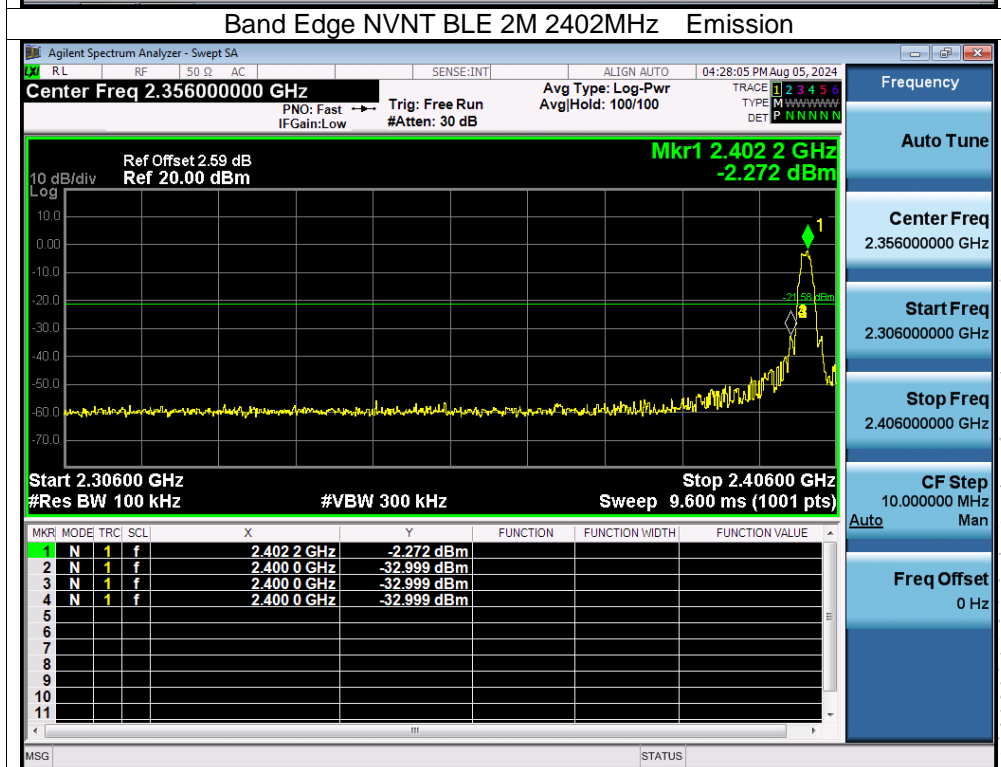 Band Edge NVNT BLE 2M 2402MHz Emission
Agilent Spectrum Analyzer - Swept SA
LXI RL RF 50 Ω AC SENSE:INT ALIGN AUTO 04:28:05 PM Aug 05, 2024
Center Freq 2.356000000 GHz
PNO: Fast
IFGain:Low
Trig: Free Run
#Atten: 30 dB
Avg Type: Log-Pwr
Avg|Hold: 100/100
TRACE 1 2 3 4 5 6
TYPE M WWWWW
DET P N N N N N
Ref Offset 2.59 dB
10 dB/div Ref 20.00 dBm
Log
Mkr1 2.402 2 GHz
-2.272 dBm
10.0
0.00
-10.0
-20.0
-30.0
-40.0
-50.0
-60.0
-70.0
1
-21.58 dBm
Start 2.30600 GHz Stop 2.40600 GHz
#Res BW 100 kHz #VBW 300 kHz Sweep 9.600 ms (1001 pts)
MKR MODE TRC SCL X Y FUNCTION FUNCTION WIDTH FUNCTION VALUE
1 N 1 f 2.402 2 GHz -2.272 dBm
2 N 1 f 2.400 0 GHz -32.999 dBm
3 N 1 f 2.400 0 GHz -32.999 dBm
4 N 1 f 2.400 0 GHz -32.999 dBm
5
6
7
8
9
10
11
MSG STATUS
Frequency
Auto Tune
Center Freq
2.356000000 GHz
Start Freq
2.306000000 GHz
Stop Freq
2.406000000 GHz
CF Step
10.000000 MHz
Auto Man
Freq Offset
0 Hz